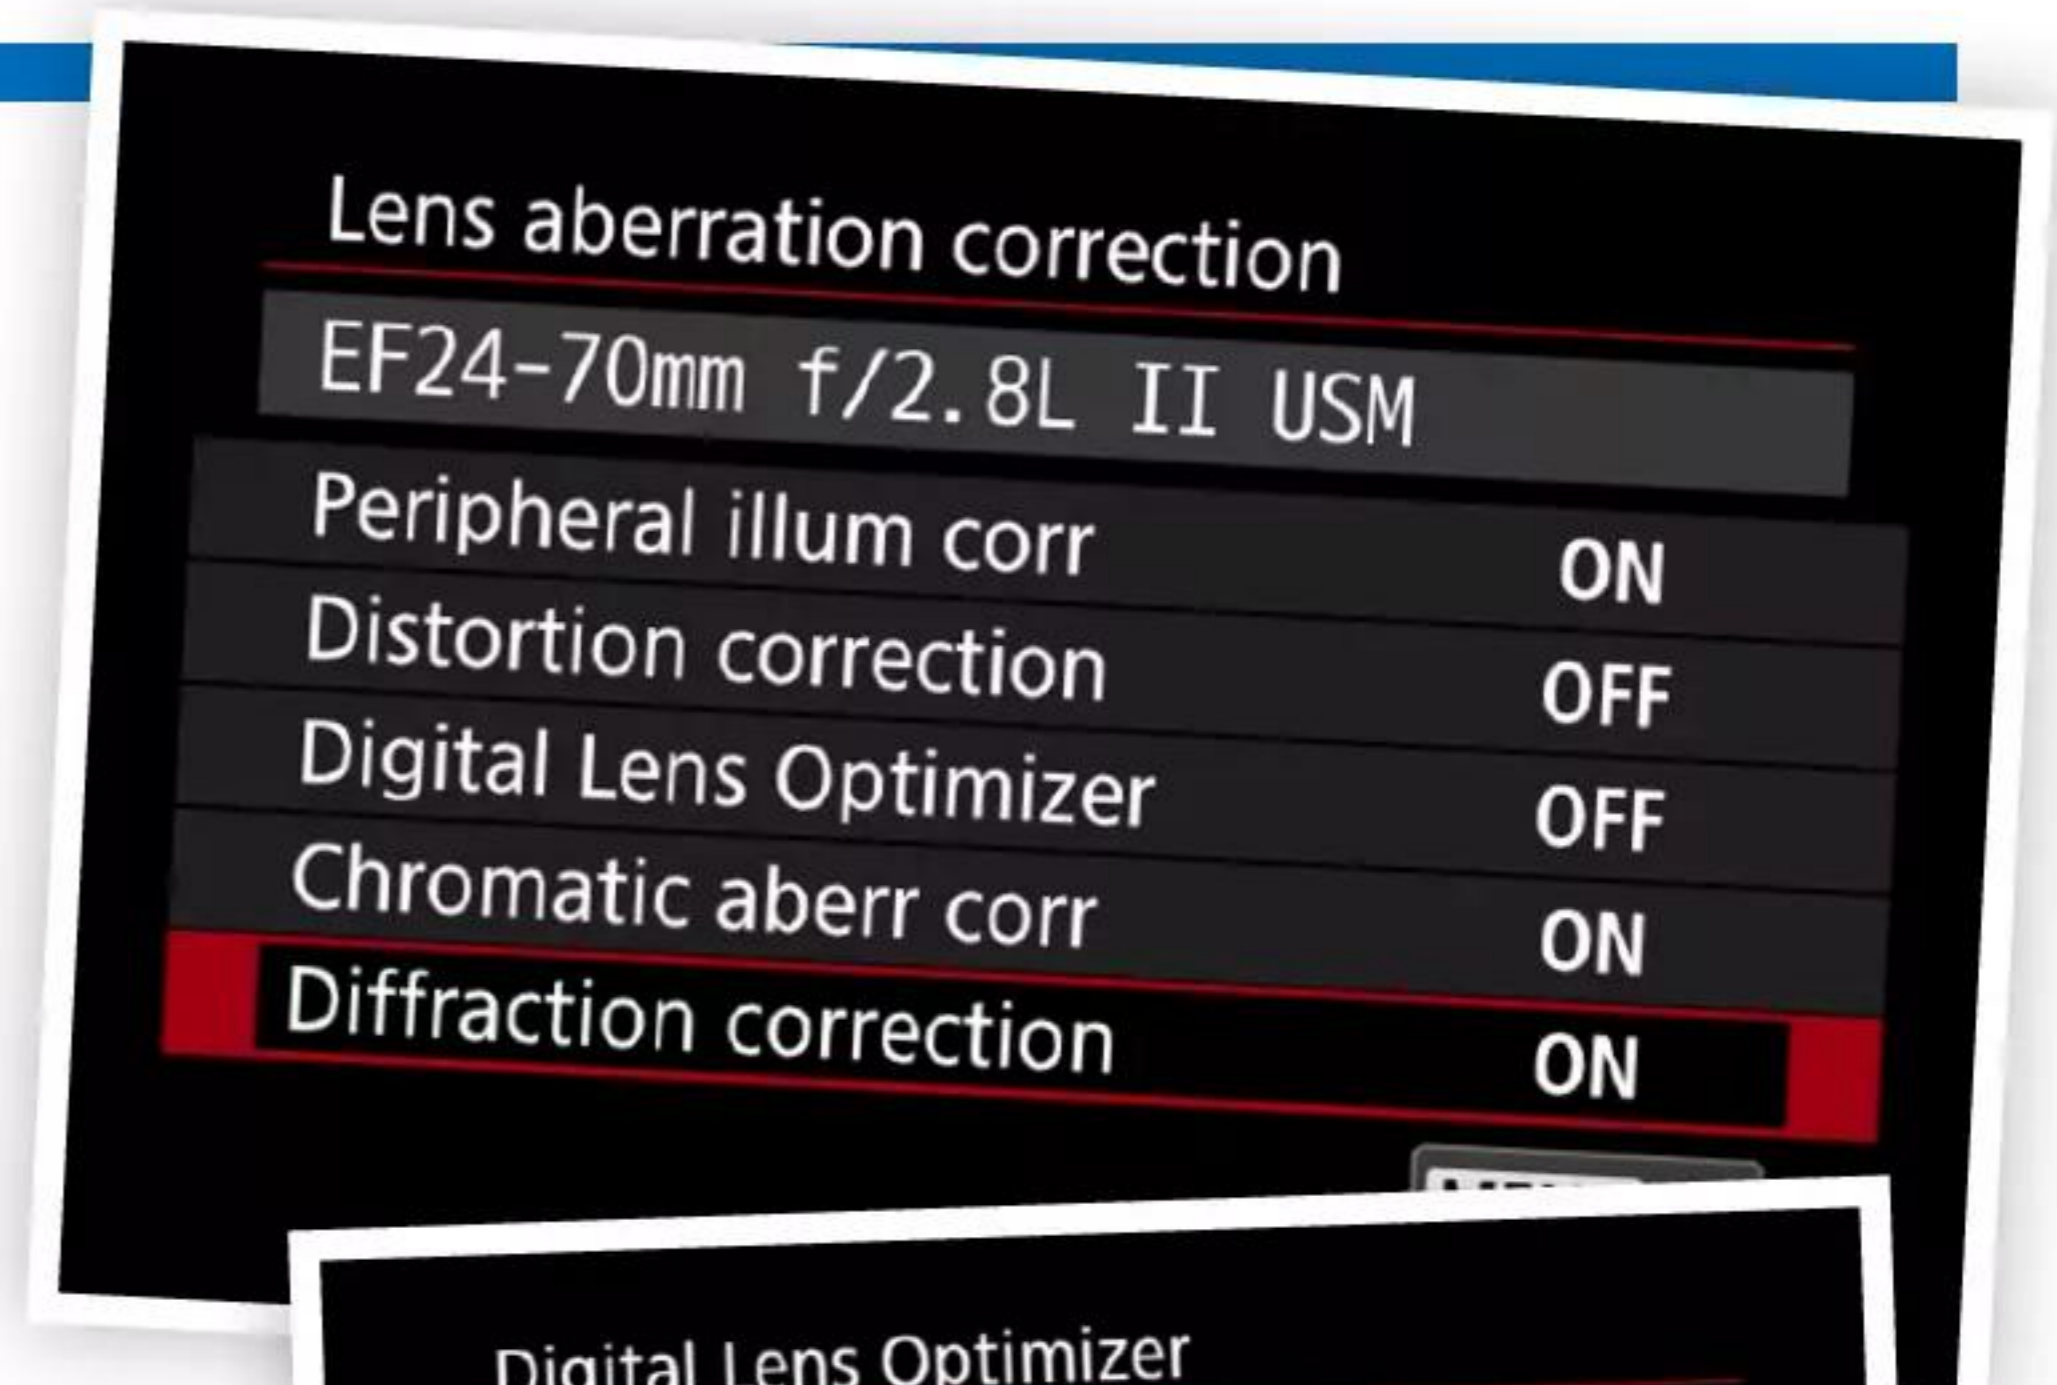 Lens aberration correction
EF24-70mm f/2.8L II USM
Peripheral illum corr ON
Distortion correction OFF
Digital Lens Optimizer OFF
Chromatic aberr corr ON
Diffraction correction ON
Digital Lens Optimizer